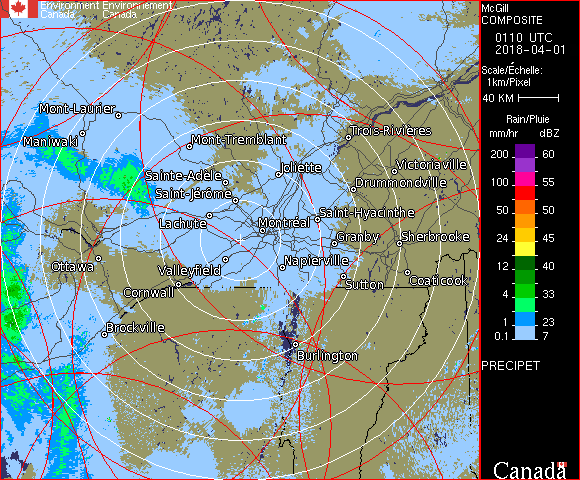 Environment Environnement
Canada Canada
McGill
COMPOSITE
0110 UTC
2018-04-01
Scale/Échelle:
1km/Pixel
40 KM
Rain/Pluie
mm/hr dBZ
200 60
100 55
75 53
50 50
24 45
12 40
4 33
1 23
0.1 7
PRECIPET
Canada
Mont-Laurier
Maniwaki
Mont-Tremblant
Trois-Rivières
Sainte-Adèle
Joliette
Victoriaville
Saint-Jérôme
Drummondville
Lachute
Montréal
Saint-Hyacinthe
Granby
Sherbrooke
Ottawa
Valleyfield
Napierville
Cornwall
Sutton
Coaticook
Brockville
Burlington